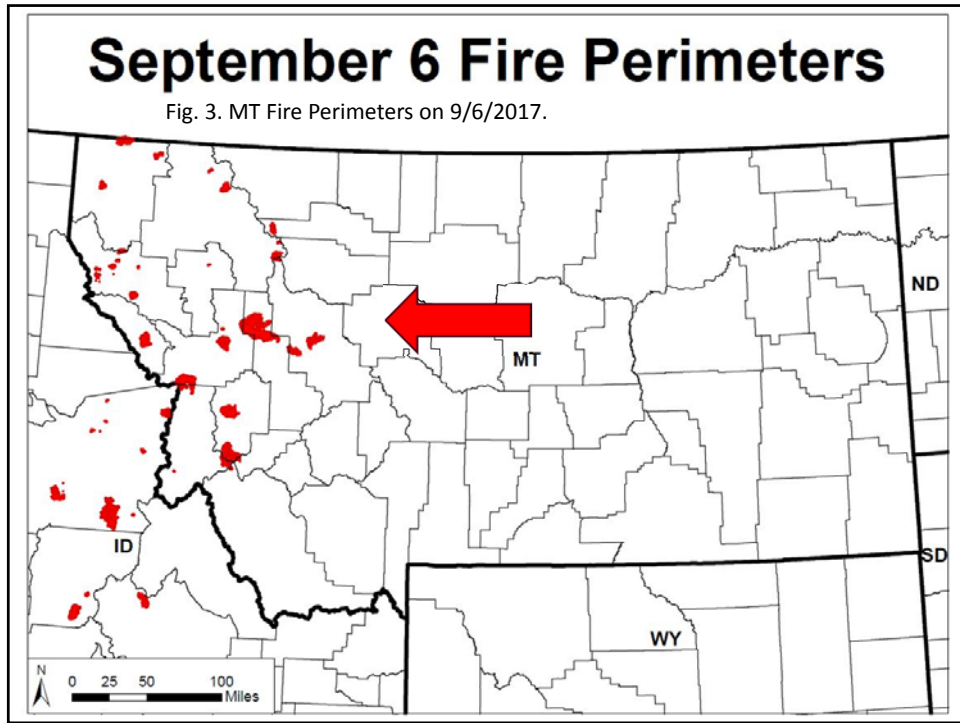 September 6 Fire Perimeters
Fig. 3. MT Fire Perimeters on 9/6/2017.
ND
MT
ID
SD
WY
N
0 25 50 100
Miles